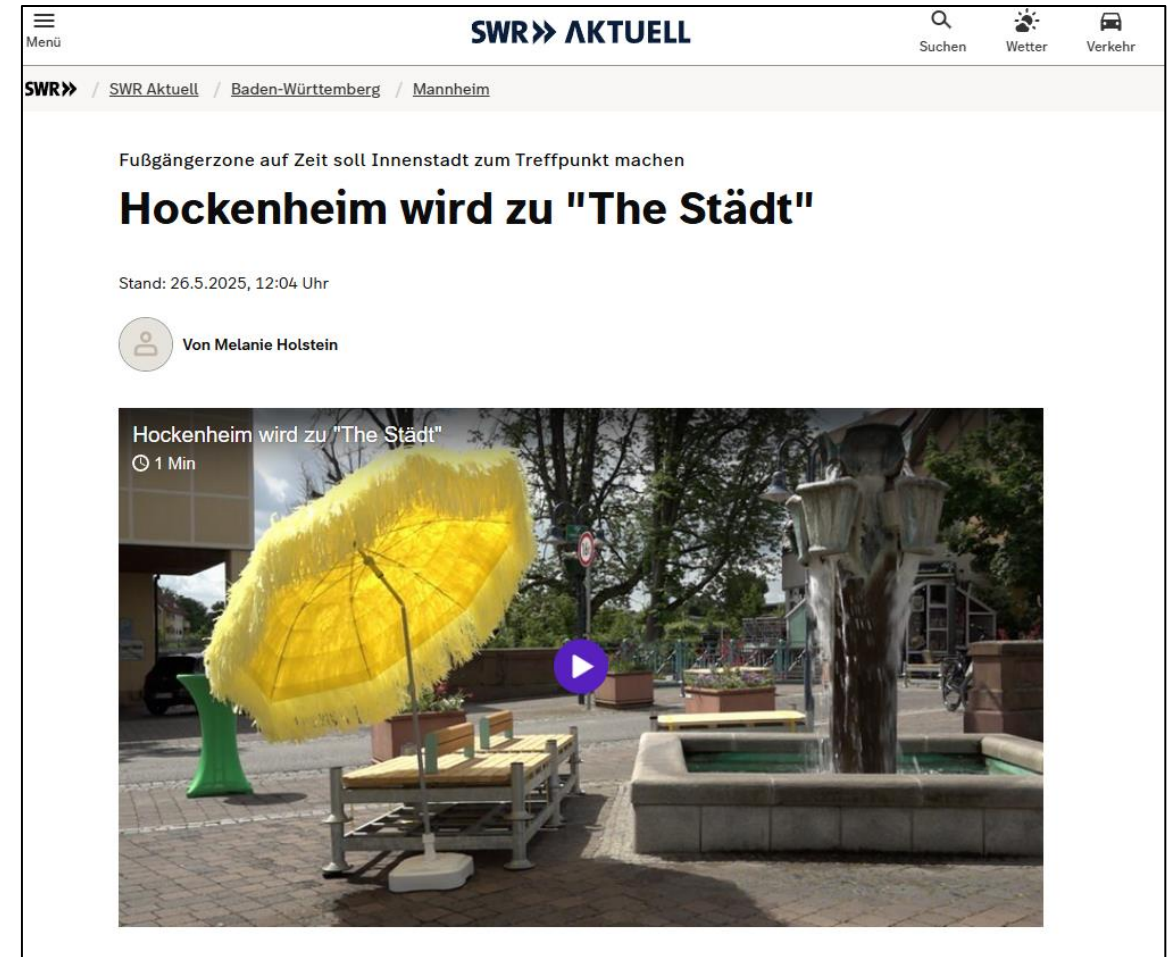 Menü
SWR» AKTUELL
Suchen
Wetter
Verkehr
SWR» / SWR Aktuell / Baden-Württemberg / Mannheim
Fußgängerzone auf Zeit soll Innenstadt zum Treffpunkt machen
Hockenheim wird zu "The Städt"
Stand: 26.5.2025, 12:04 Uhr
Von Melanie Holstein
Hockenheim wird zu "The Städt"
1 Min